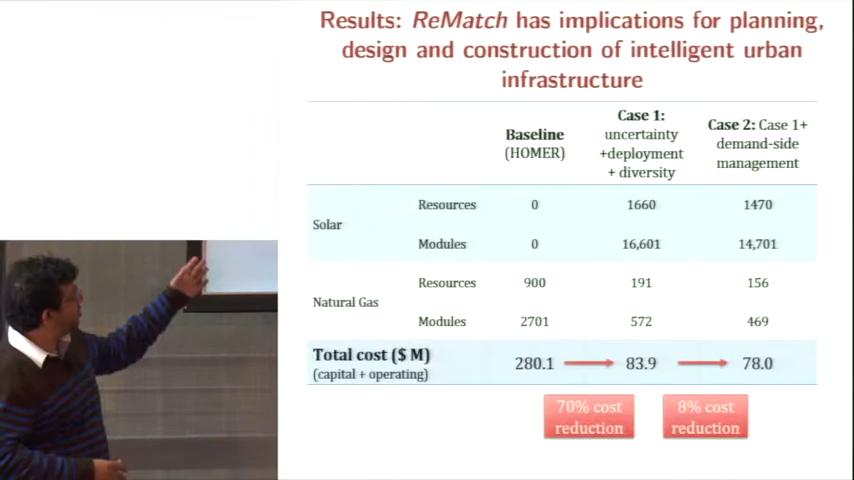 Results: ReMatch has implications for planning,
design and construction of intelligent urban
infrastructure
Baseline
(HOMER)
Case 1:
uncertainty
+deployment
+ diversity
Case 2: Case 1+
demand-side
management
Solar
Resources 0 1660 1470
Modules 0 16,601 14,701
Natural Gas
Resources 900 191 156
Modules 2701 572 469
Total cost ($ M)
(capital + operating)
280.1 83.9 78.0
70% cost
reduction
8% cost
reduction